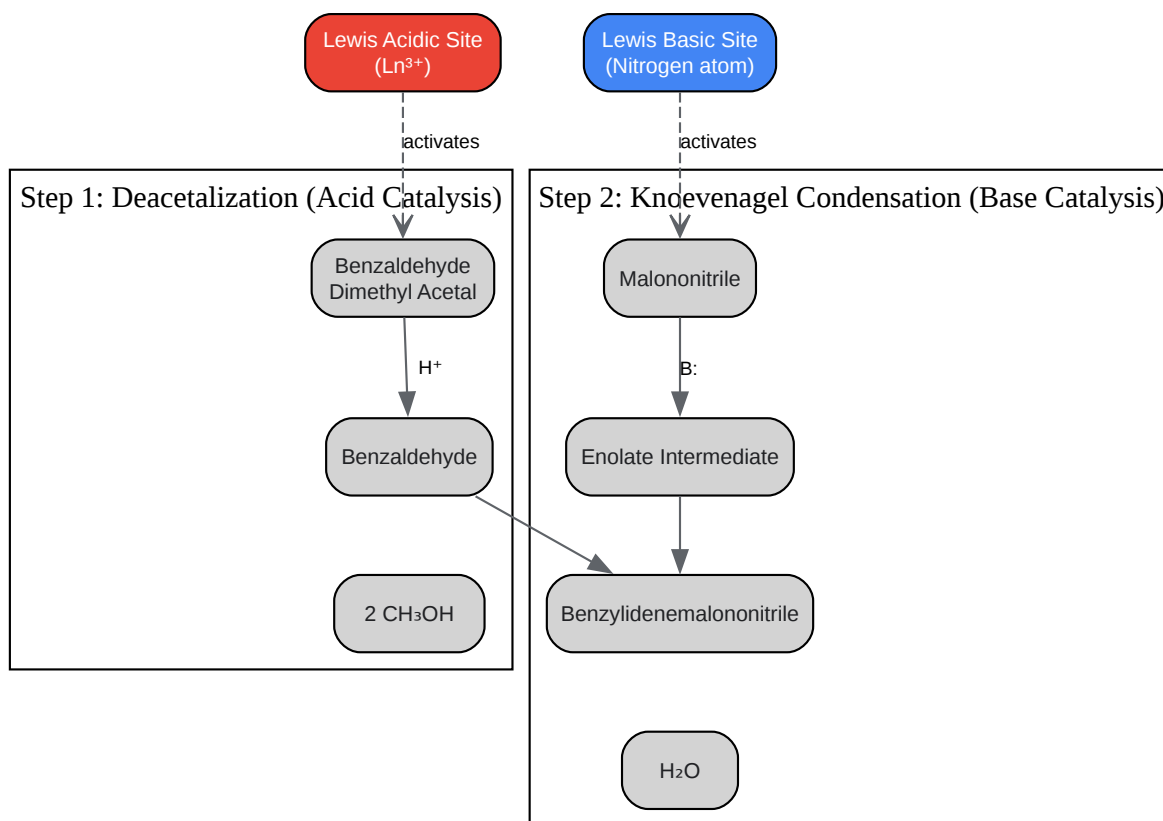 Lewis Acidic Site
(Ln³⁺)
Lewis Basic Site
(Nitrogen atom)
activates
activates
Step 1: Deacetalization (Acid Catalysis)
Step 2: Knoevenagel Condensation (Base Catalysis)
Benzaldehyde
Dimethyl Acetal
Malononitrile
H⁺
B:
Benzaldehyde
Enolate Intermediate
2 CH₃OH
Benzylidenemalononitrile
H₂O